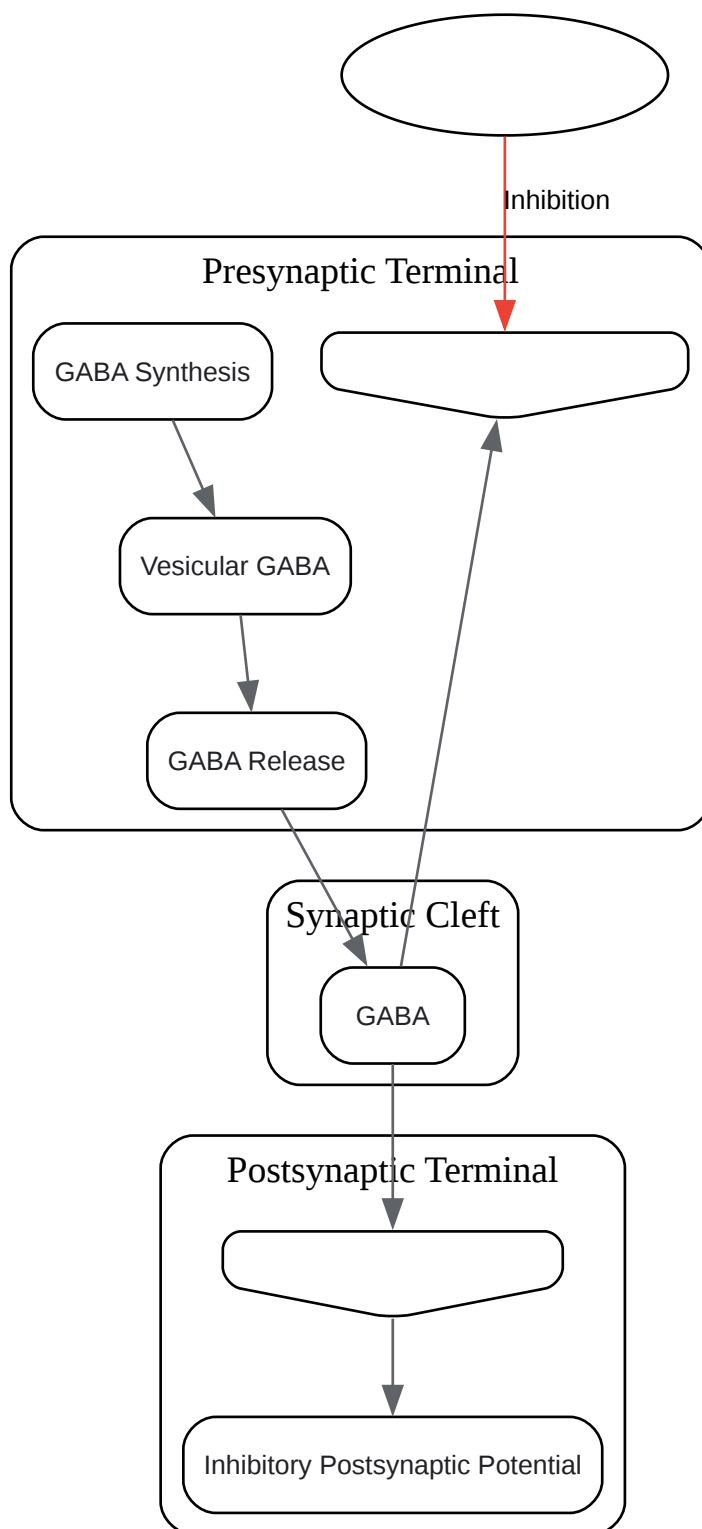 Inhibition
Presynaptic Terminal
GABA Synthesis
Vesicular GABA
GABA Release
Synaptic Cleft
GABA
Postsynaptic Terminal
Inhibitory Postsynaptic Potential